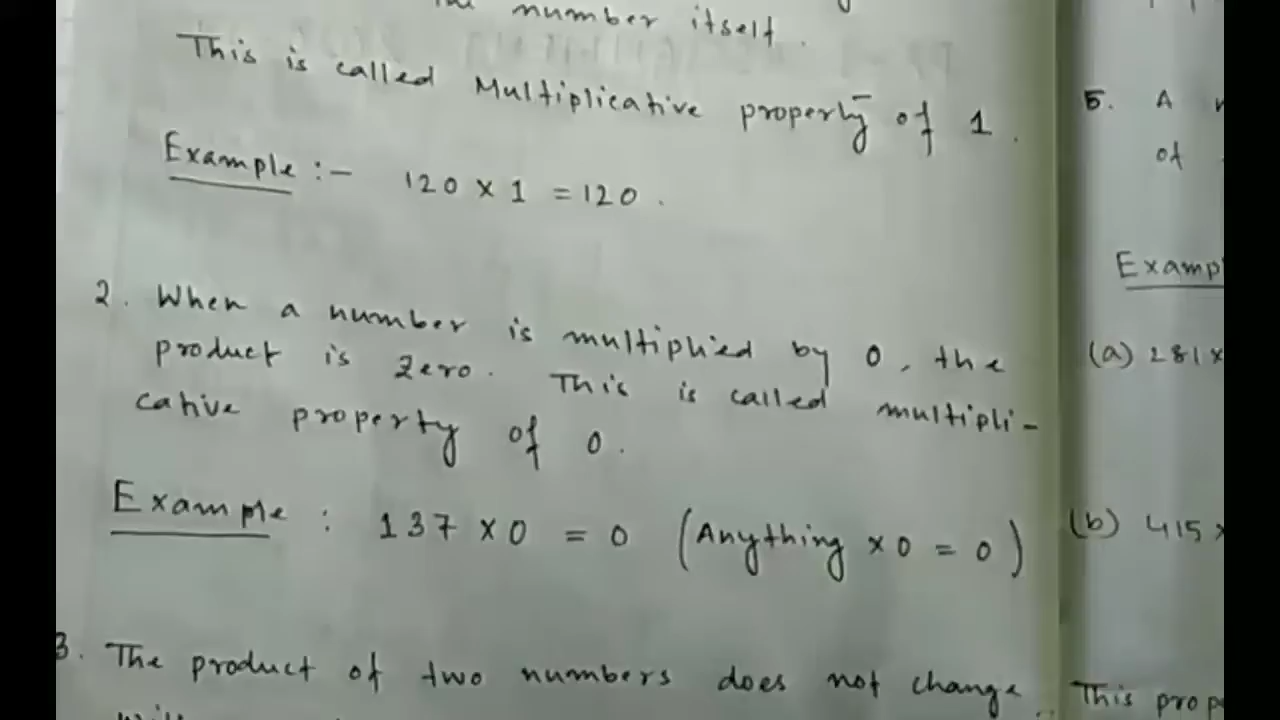 number itself.
This is called Multiplicative property of 1.
Example :- 120 x 1 = 120.
2. When a number is multiplied by 0, the
product is zero. This is called multipli-
cative property of 0.
Example : 137 x 0 = 0 (Anything x 0 = 0)
3. The product of two numbers does not change
5. A
of
Examp
(a) 281 x
(b) 415 x
This prop